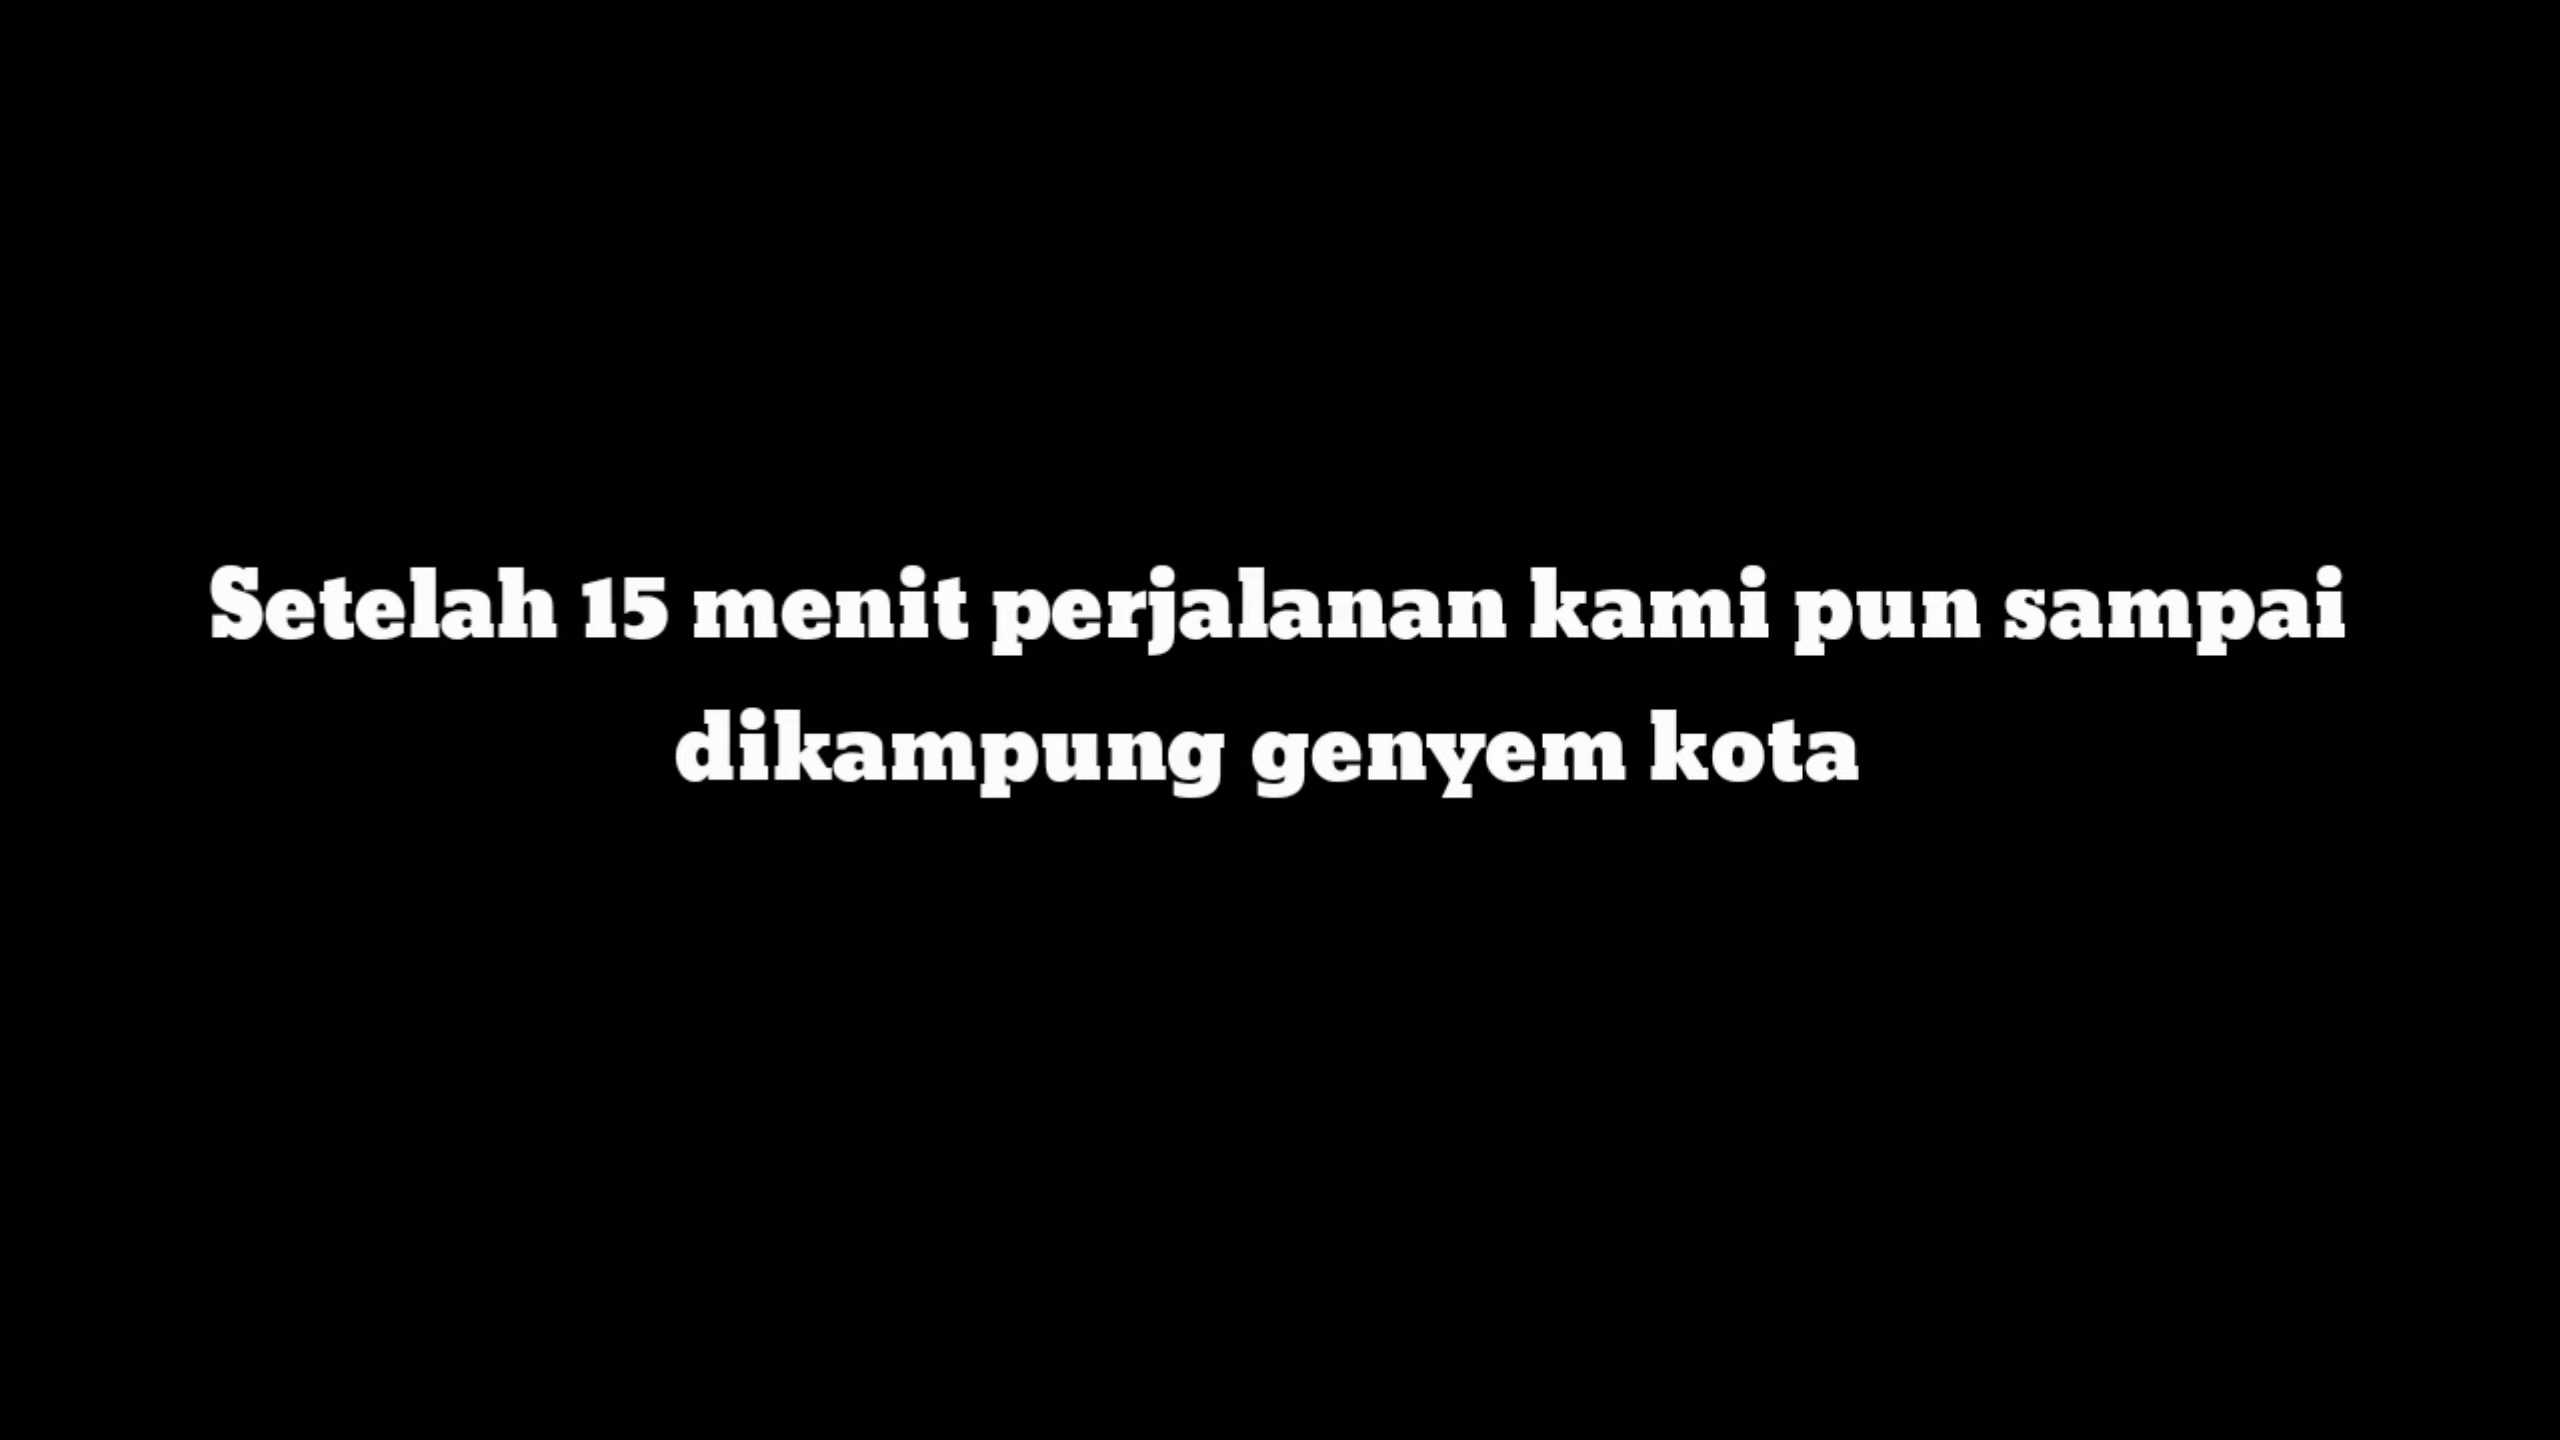 Setelah 15 menit perjalanan kami pun sampai
dikampung genyem kota